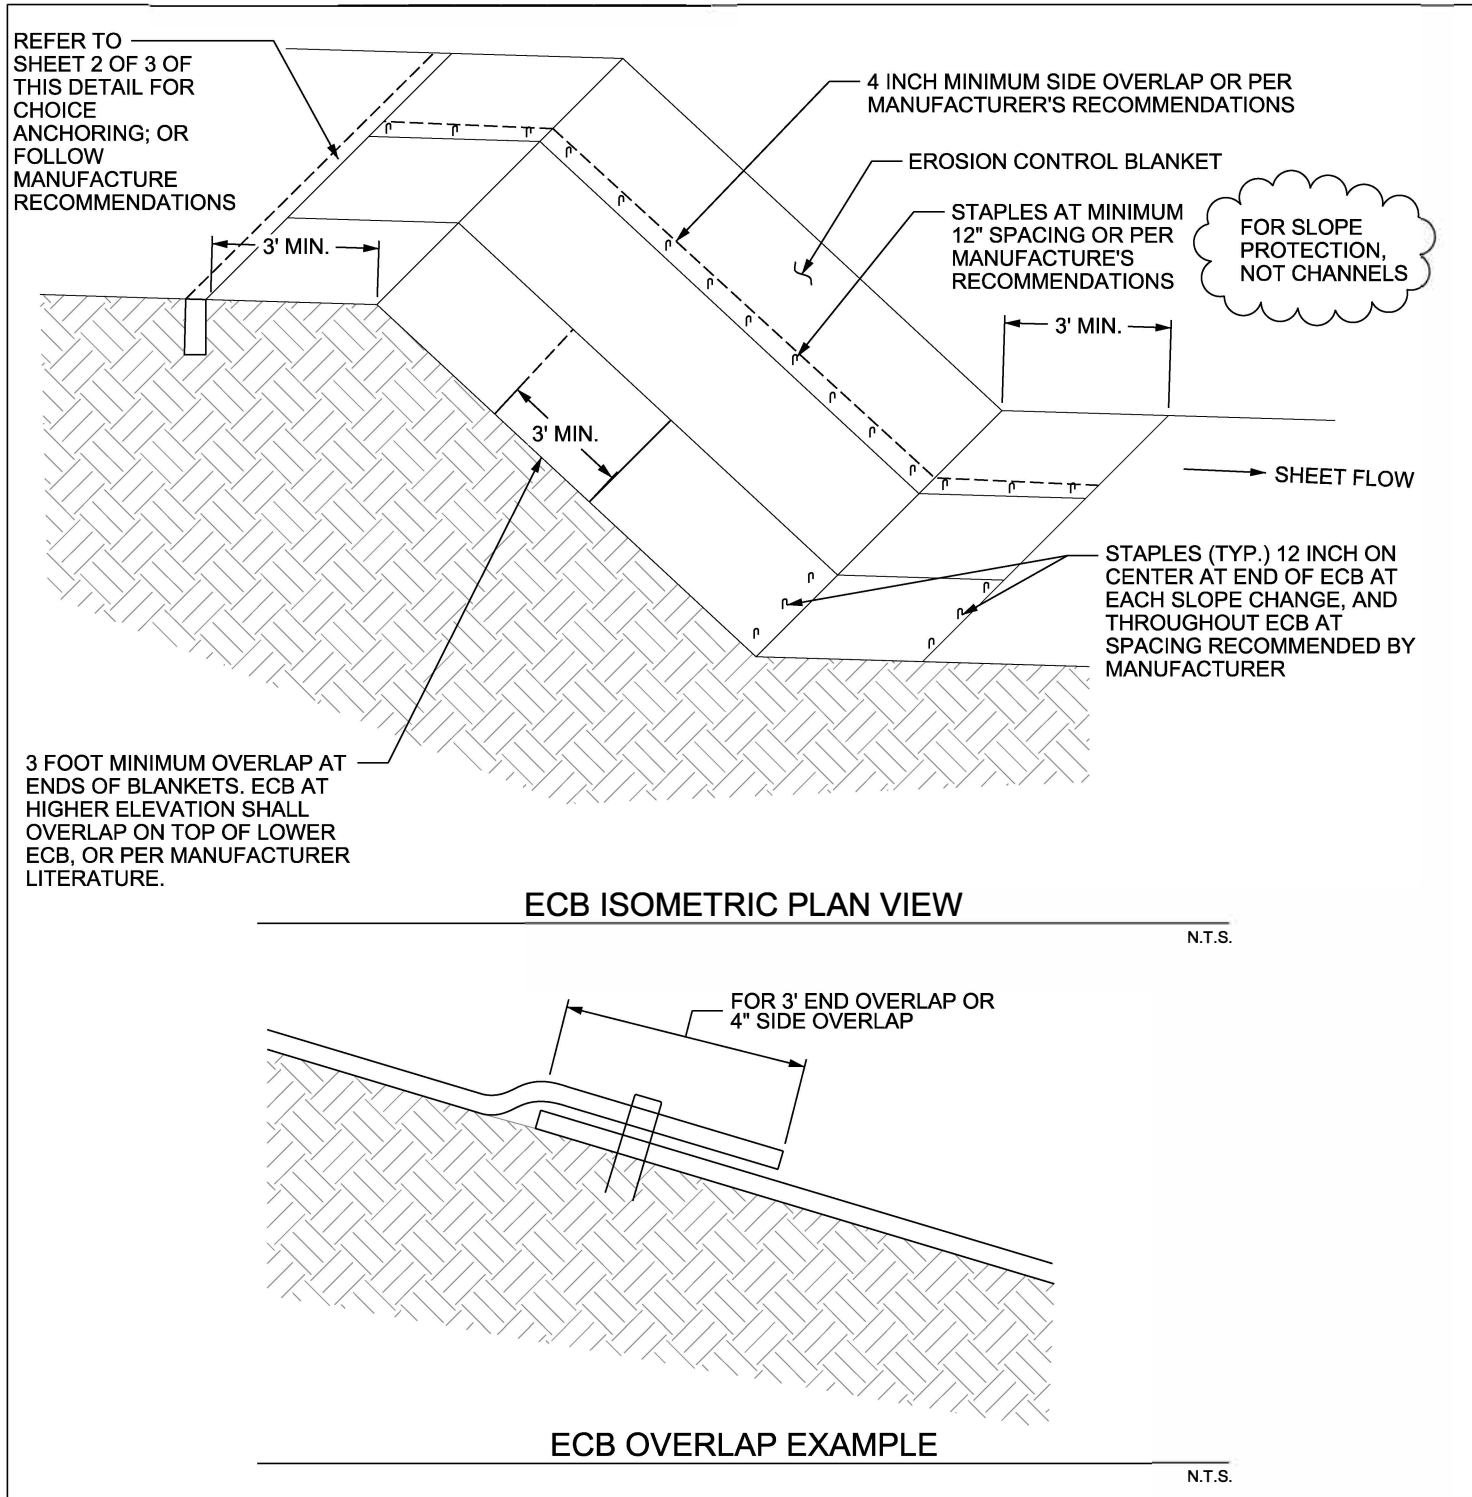 REFER TO
SHEET 2 OF 3 OF
THIS DETAIL FOR
CHOICE
ANCHORING; OR
FOLLOW
MANUFACTURE
RECOMMENDATIONS
4 INCH MINIMUM SIDE OVERLAP OR PER
MANUFACTURER'S RECOMMENDATIONS
EROSION CONTROL BLANKET
STAPLES AT MINIMUM
12" SPACING OR PER
MANUFACTURE'S
RECOMMENDATIONS
FOR SLOPE
PROTECTION,
NOT CHANNELS
3' MIN.
3' MIN.
3' MIN.
SHEET FLOW
STAPLES (TYP.) 12 INCH ON
CENTER AT END OF ECB AT
EACH SLOPE CHANGE, AND
THROUGHOUT ECB AT
SPACING RECOMMENDED BY
MANUFACTURER
3 FOOT MINIMUM OVERLAP AT
ENDS OF BLANKETS. ECB AT
HIGHER ELEVATION SHALL
OVERLAP ON TOP OF LOWER
ECB, OR PER MANUFACTURER
LITERATURE.
ECB ISOMETRIC PLAN VIEW
N.T.S.
FOR 3' END OVERLAP OR
4" SIDE OVERLAP
ECB OVERLAP EXAMPLE
N.T.S.